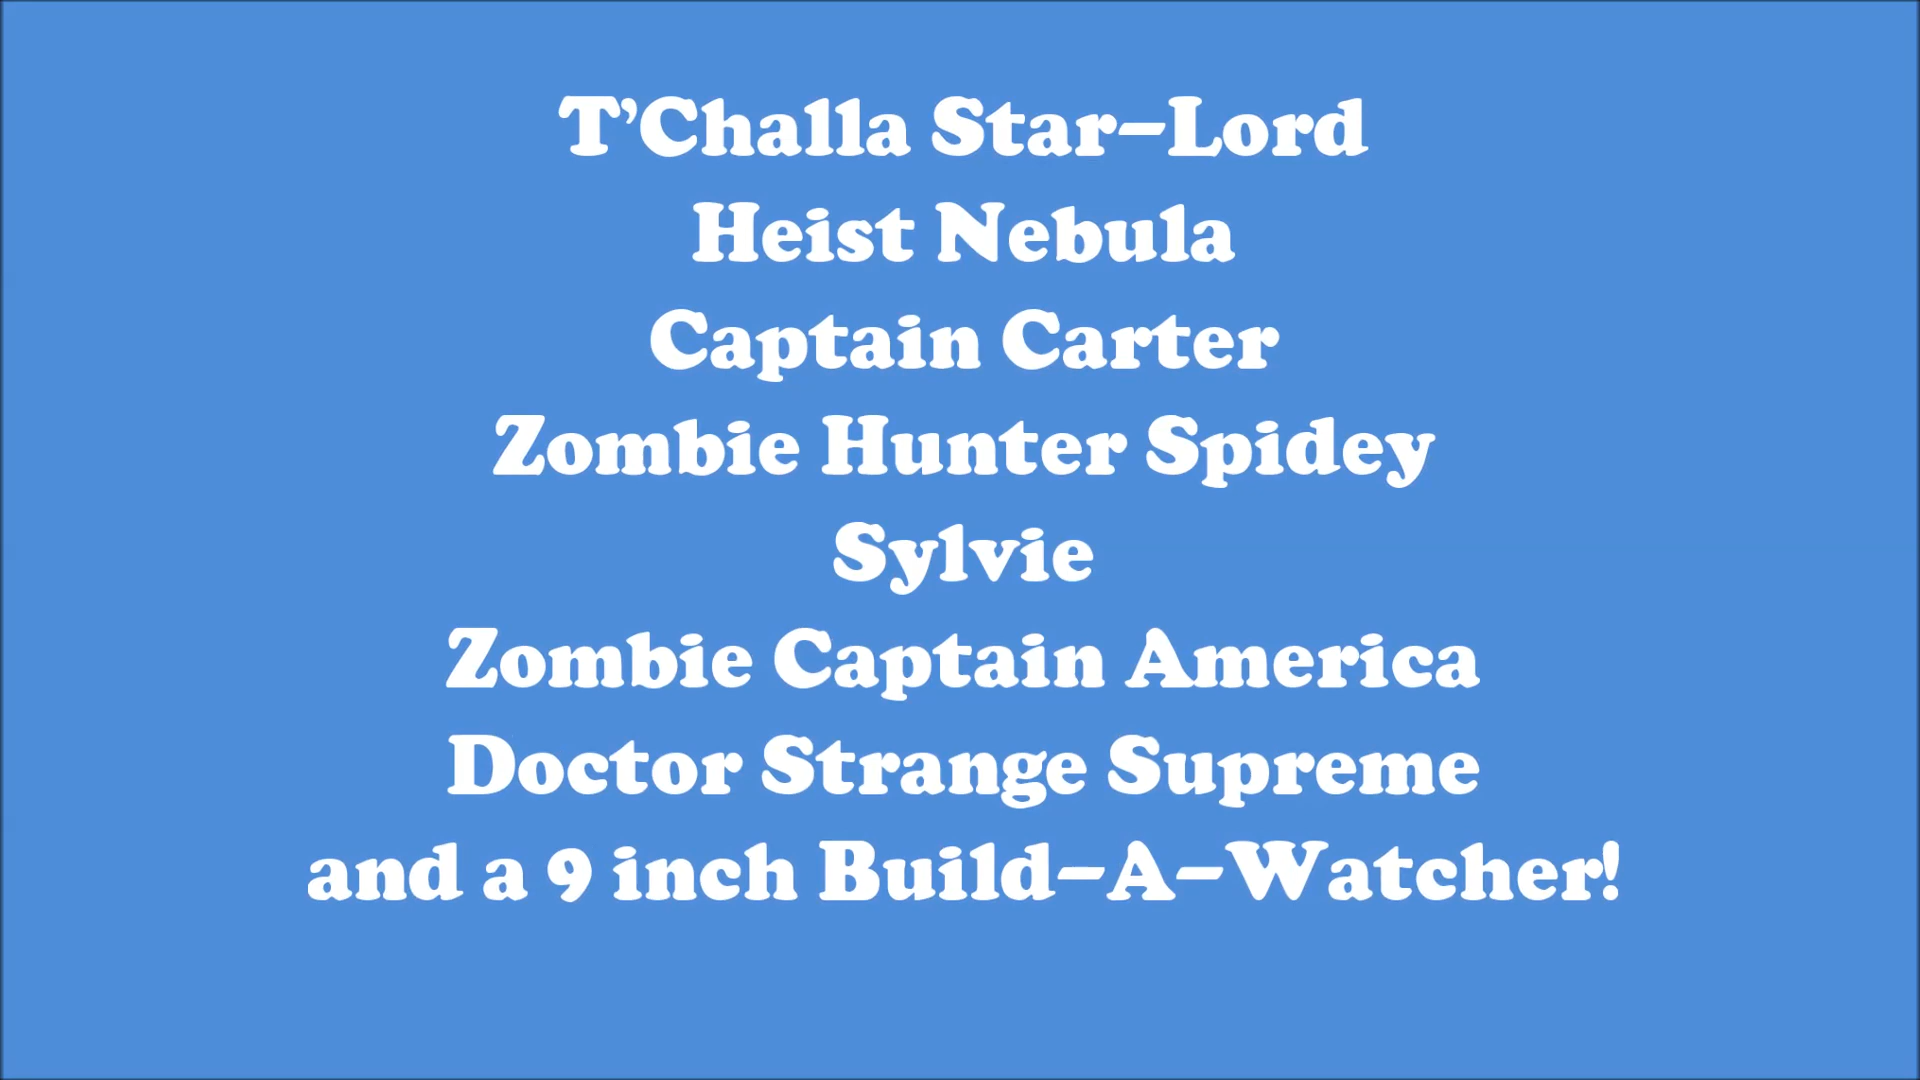 T’Challa Star–Lord
Heist Nebula
Captain Carter
Zombie Hunter Spidey
Sylvie
Zombie Captain America
Doctor Strange Supreme
and a 9 inch Build–A–Watcher!